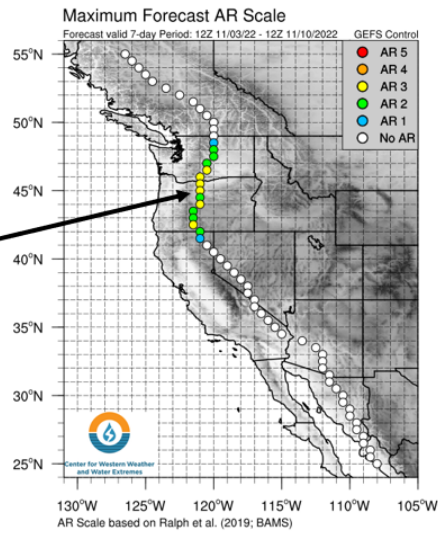 Maximum Forecast AR Scale
Forecast valid 7-day Period: 12Z 11/03/22 - 12Z 11/10/2022 GEFS Control
AR 5
AR 4
AR 3
AR 2
AR 1
No AR
55°N
50°N
45°N
40°N
35°N
30°N
25°N
Center for Western Weather
and Water Extremes
130°W 125°W 120°W 115°W 110°W 105°W
AR Scale based on Ralph et al. (2019; BAMS)